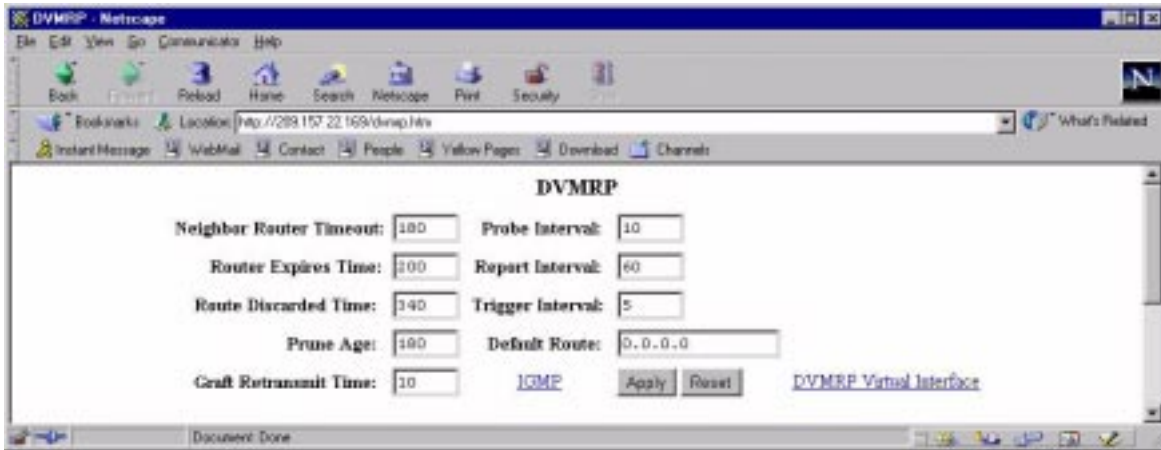 DVMRP - Netscape
File Edit View Go Communicator Help
Back Forward Reload Home Search Netscape Print Security
Bookmarks Location: http://209.157.22.169/dvmrp.htm What's Related
Instant Message WebMail Contact People Yellow Pages Download Channels
DVMRP
Neighbor Router Timeout: 180 Probe Interval: 10
Router Expires Time: 200 Report Interval: 60
Route Discarded Time: 340 Trigger Interval: 5
Prune Age: 180 Default Route: 0.0.0.0
Graft Retransmit Time: 10 IGMP Apply Reset DVMRP Virtual Interface
Document: Done